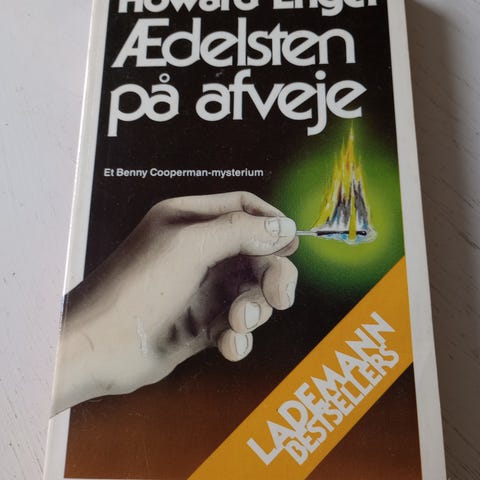 Howard Engel
Ædelsten
på afveje
Et Benny Cooperman-mysterium
LADEMANN
BESTSELLERS